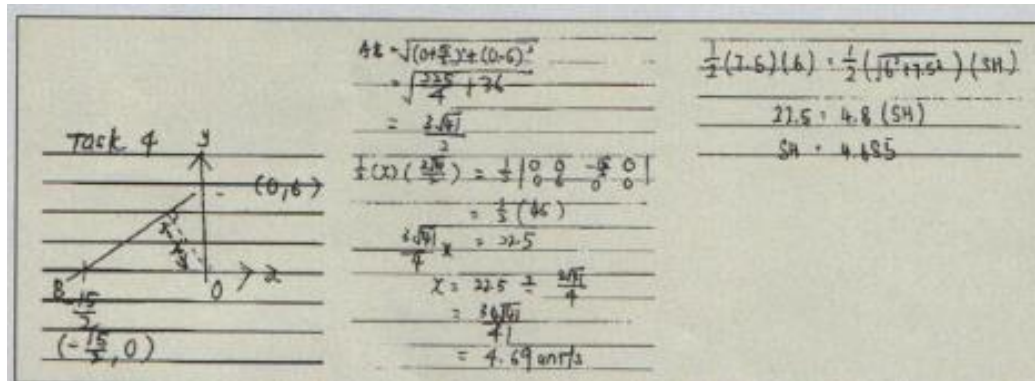 Task 4
y
(0,6)
x
x
B
O
-15/2
(-15/2, 0)
AB = √((0+15/2)²+(0-6)²
= √(225/4 + 36
= 3√41/2
½(x)(3√41/2) = ½ |0 0 -15/2 0
0 6 0 0|
= ½(45)
3√41/4 x = 22.5
x = 22.5 ÷ 3√41/4
= 30√41/41
= 4.69 units
½(7.5)(6) = ½(√6²+7.5²)(SH)
22.5 = 4.8 (SH)
SH = 4.685